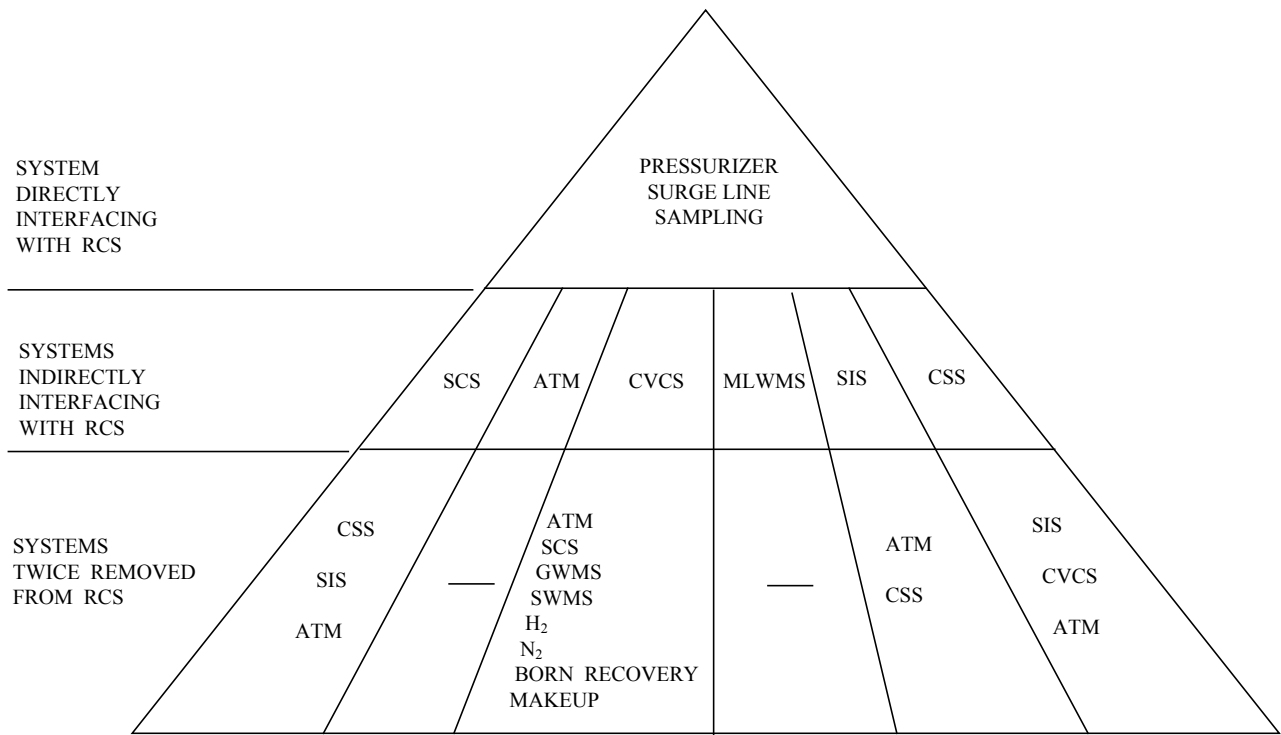 SYSTEM
DIRECTLY
INTERFACING
WITH RCS
PRESSURIZER
SURGE LINE
SAMPLING
SYSTEMS
INDIRECTLY
INTERFACING
WITH RCS
SCS
ATM
CVCS
MLWMS
SIS
CSS
SYSTEMS
TWICE REMOVED
FROM RCS
CSS
SIS
ATM
—
ATM
SCS
GWMS
SWMS
H₂
N₂
BORN RECOVERY
MAKEUP
—
ATM
CSS
SIS
CVCS
ATM